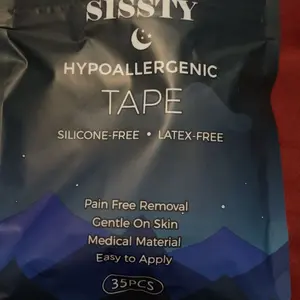 SISSTY
HYPOALLERGENIC
TAPE
SILICONE-FREE • LATEX-FREE
Pain Free Removal
Gentle On Skin
Medical Material
Easy to Apply
35PCS